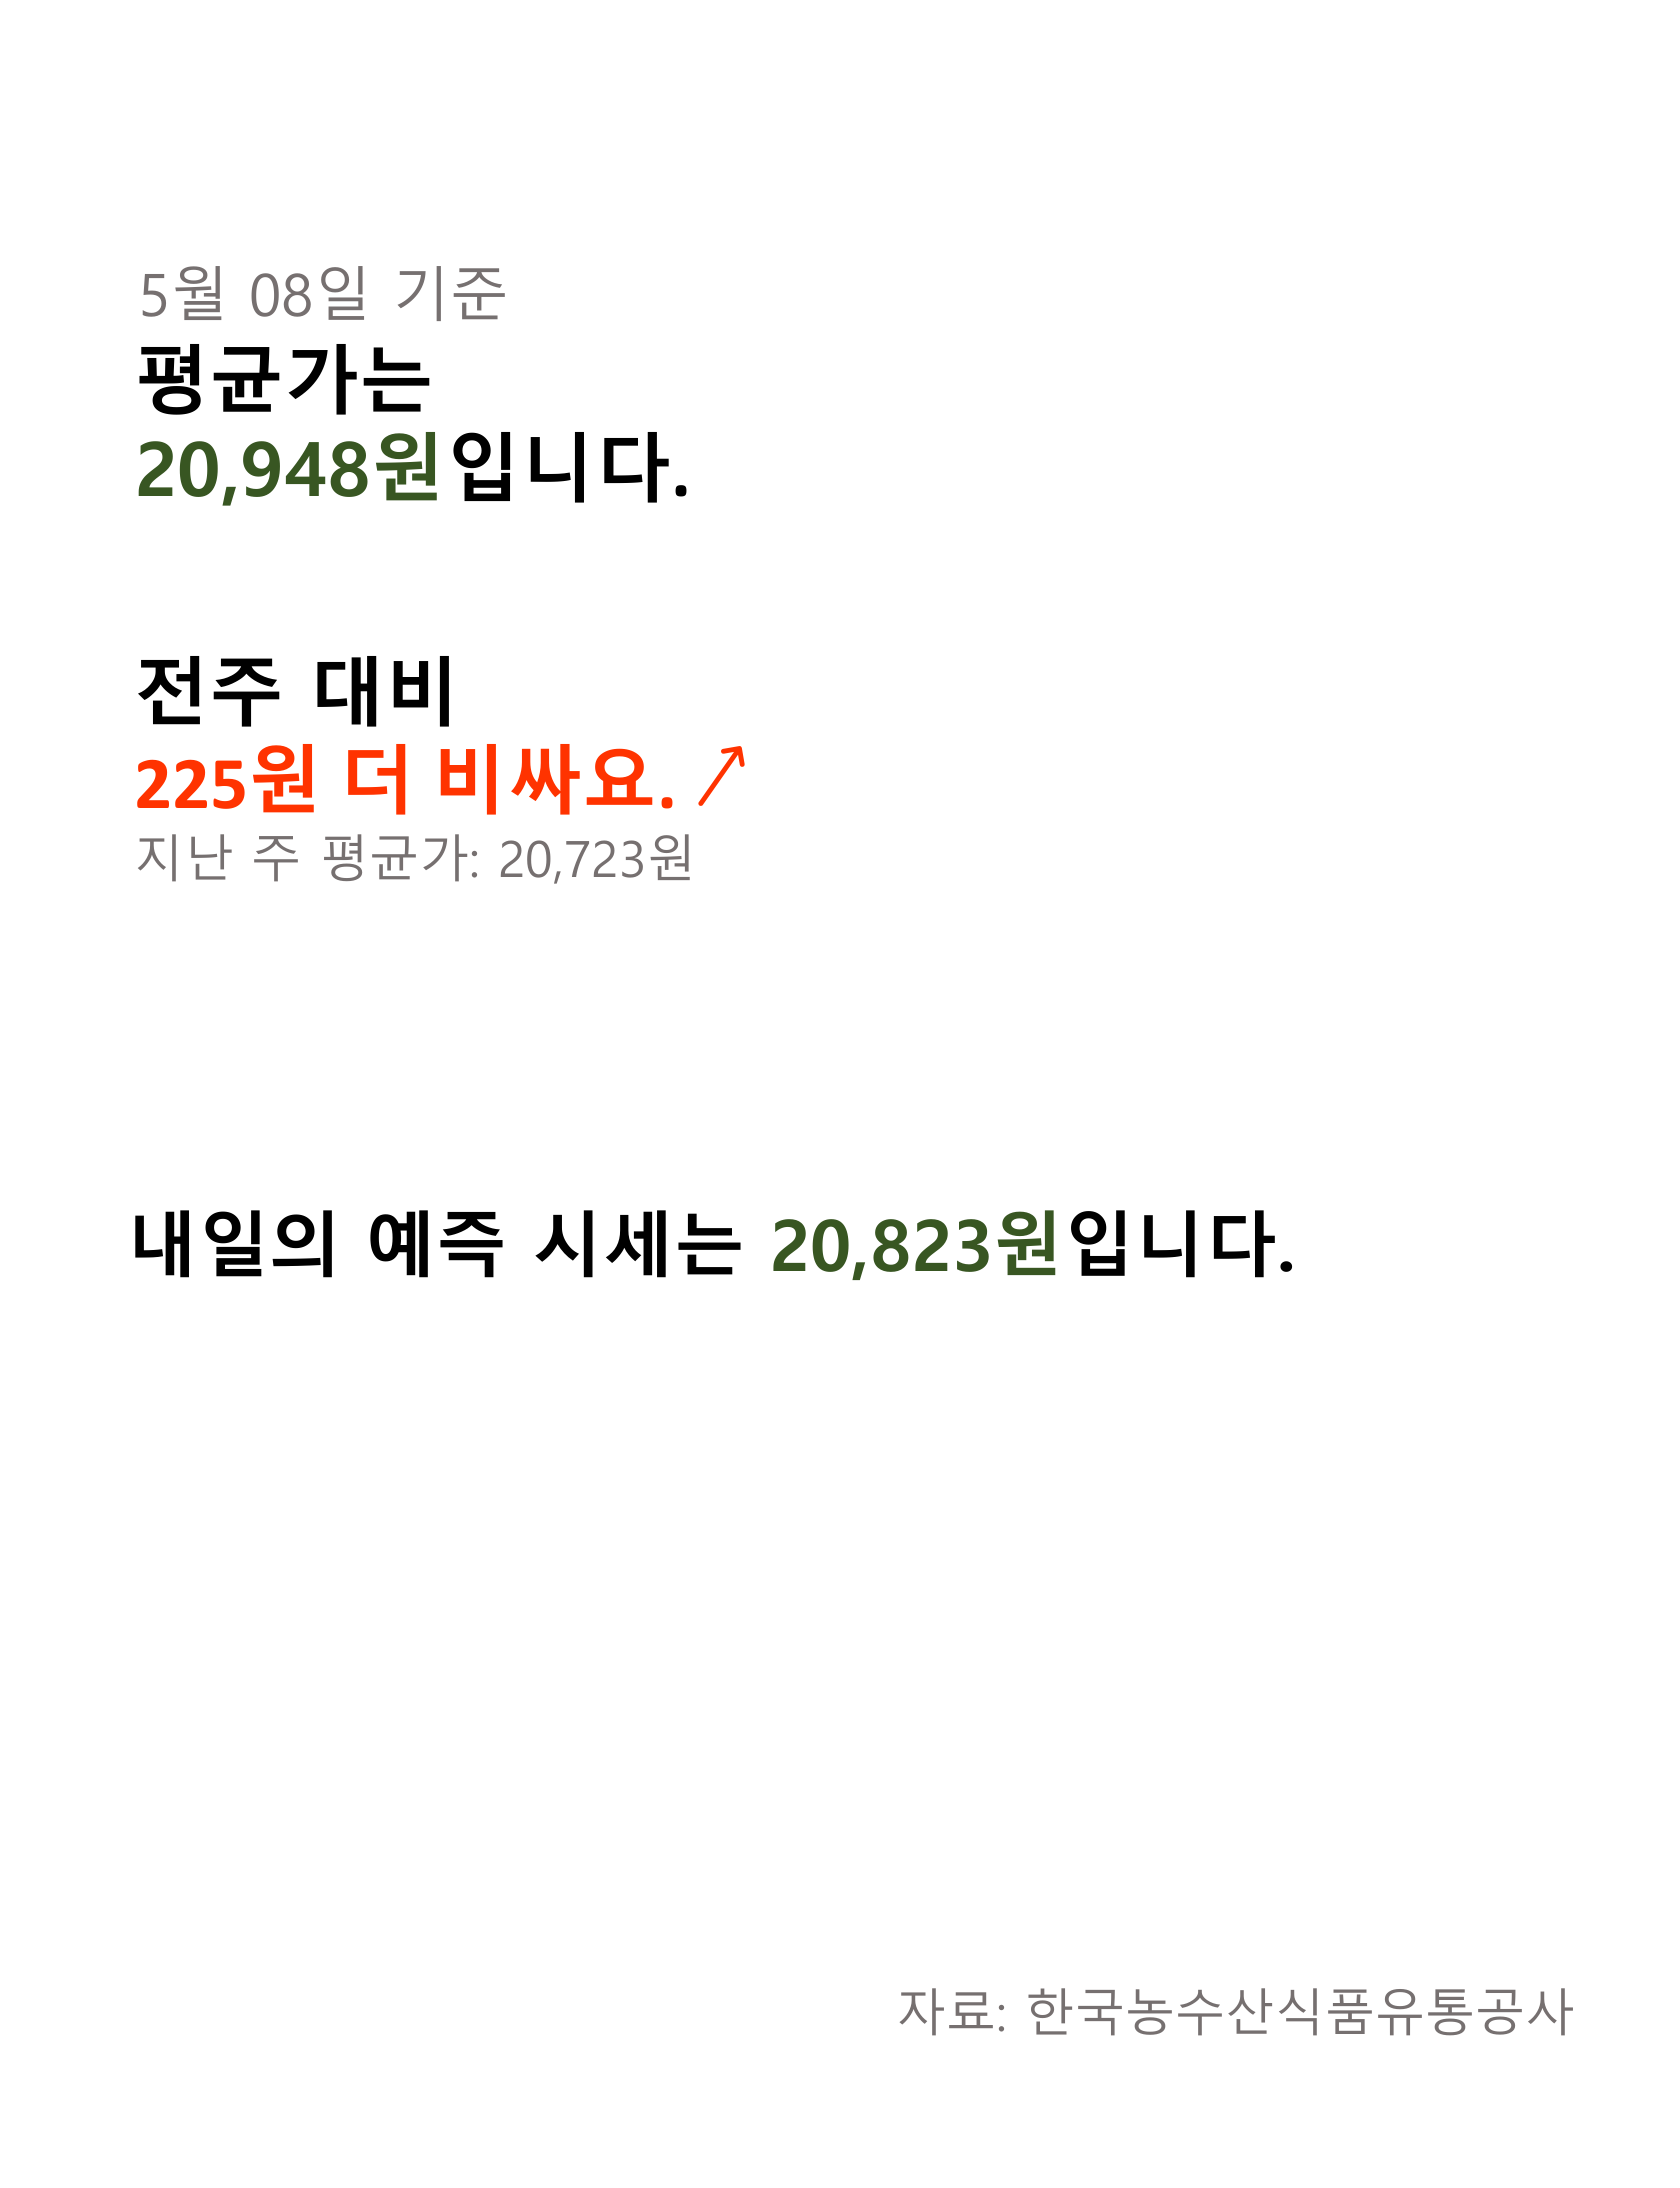 5월 08일 기준
평균가는
20,948원입니다.
전주 대비
225원 더 비싸요.↗
지난 주 평균가: 20,723원
내일의 예즉 시세는 20,823원입니다.
자료: 한국농수산식품유통공사